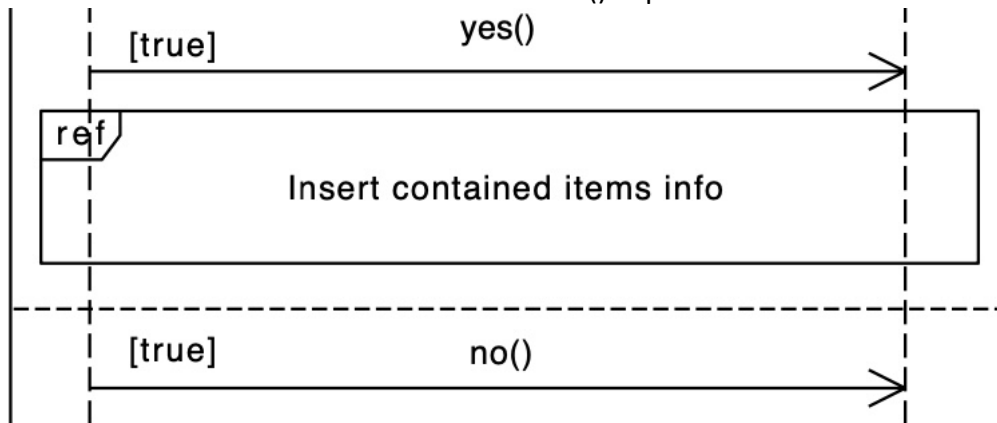 yes()
[true]
ref
Insert contained items info
[true]
no()